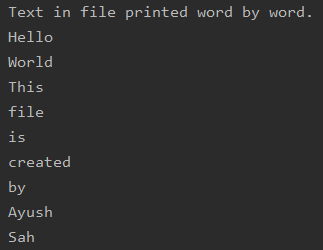 Text in file printed word by word.
Hello
World
This
file
is
created
by
Ayush
Sah